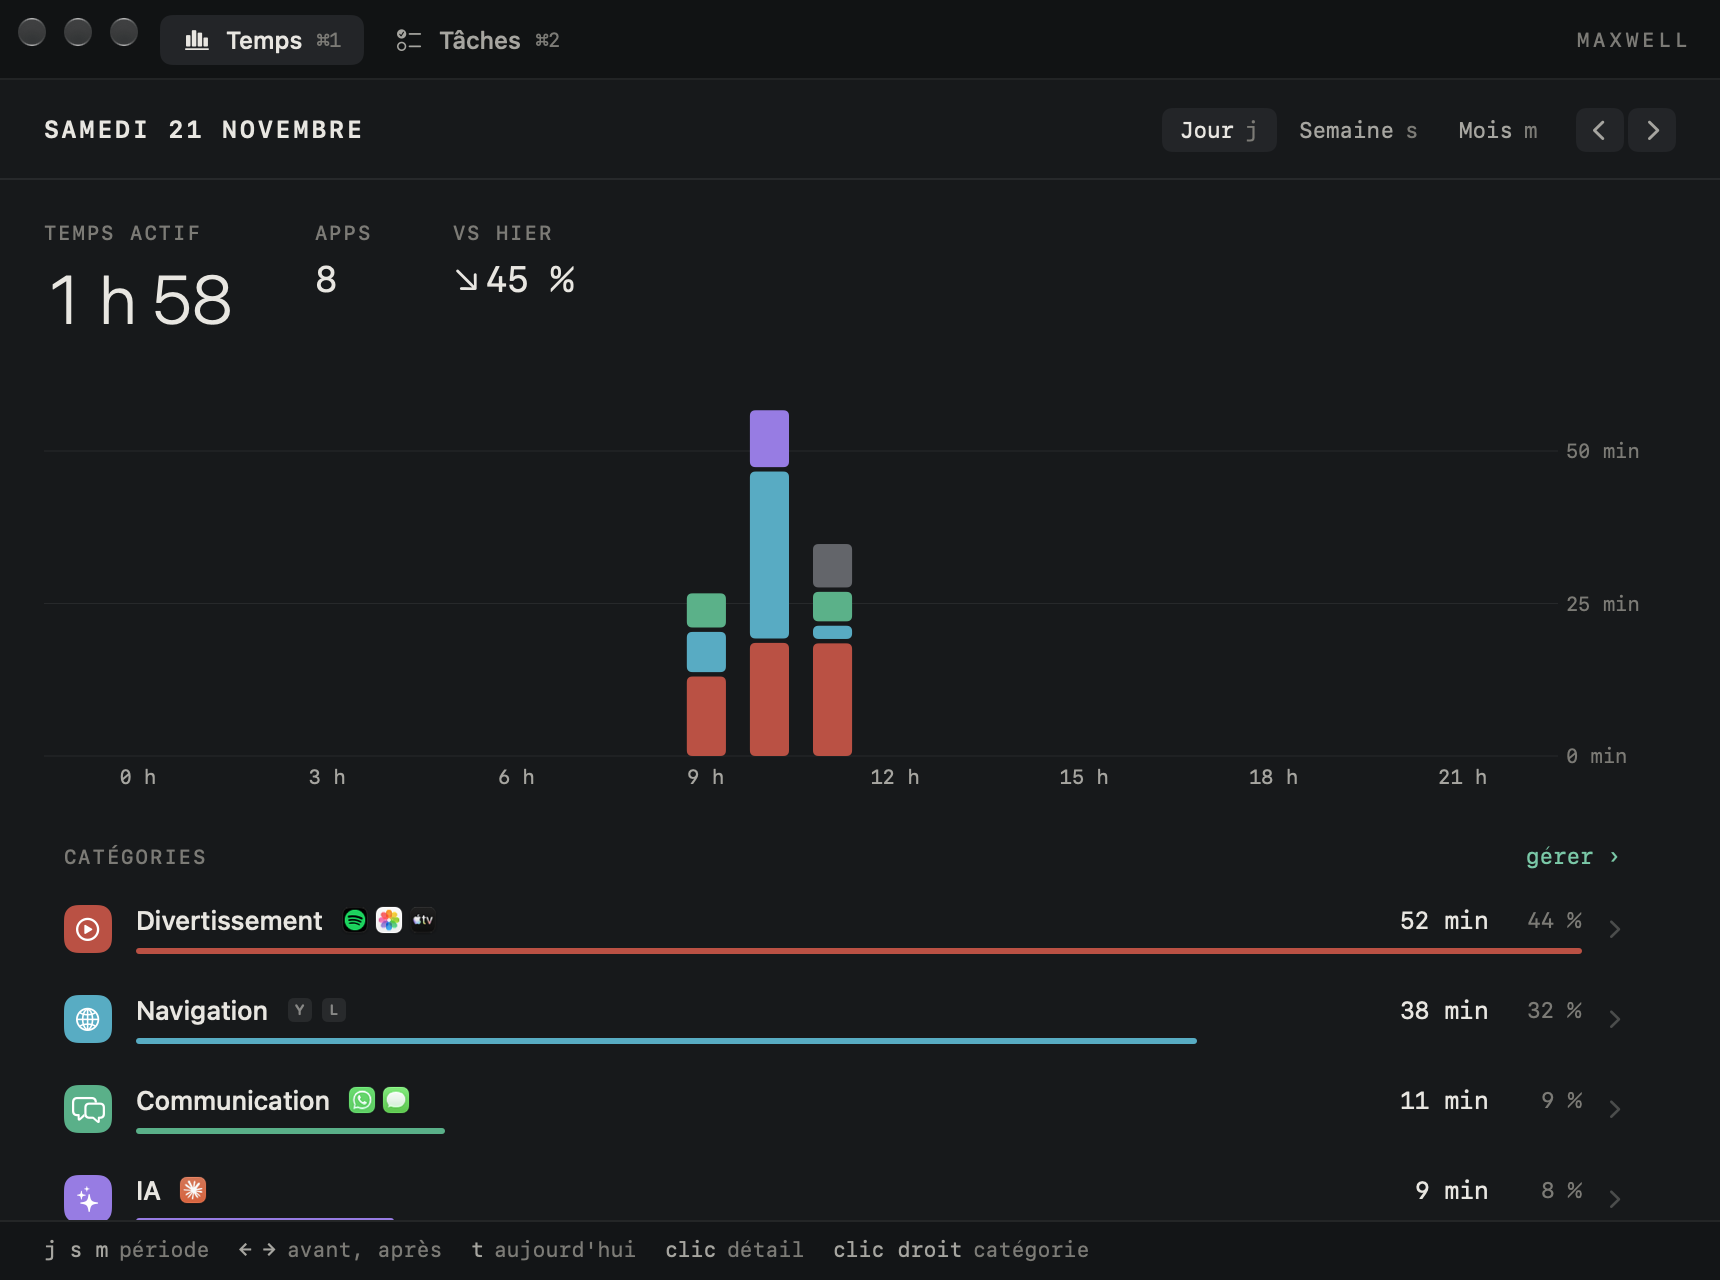 Temps ⌘1 Tâches ⌘2 MAXWELL
SAMEDI 21 NOVEMBRE Jour j Semaine s Mois m
TEMPS ACTIF APPS VS HIER
1 h 58 8 ↘45 %
50 min
25 min
0 min
0 h 3 h 6 h 9 h 12 h 15 h 18 h 21 h
CATÉGORIES gérer ›
Divertissement tv 52 min 44 %
Navigation Y L 38 min 32 %
Communication 11 min 9 %
IA 9 min 8 %
j s m période ← → avant, après t aujourd'hui clic détail clic droit catégorie